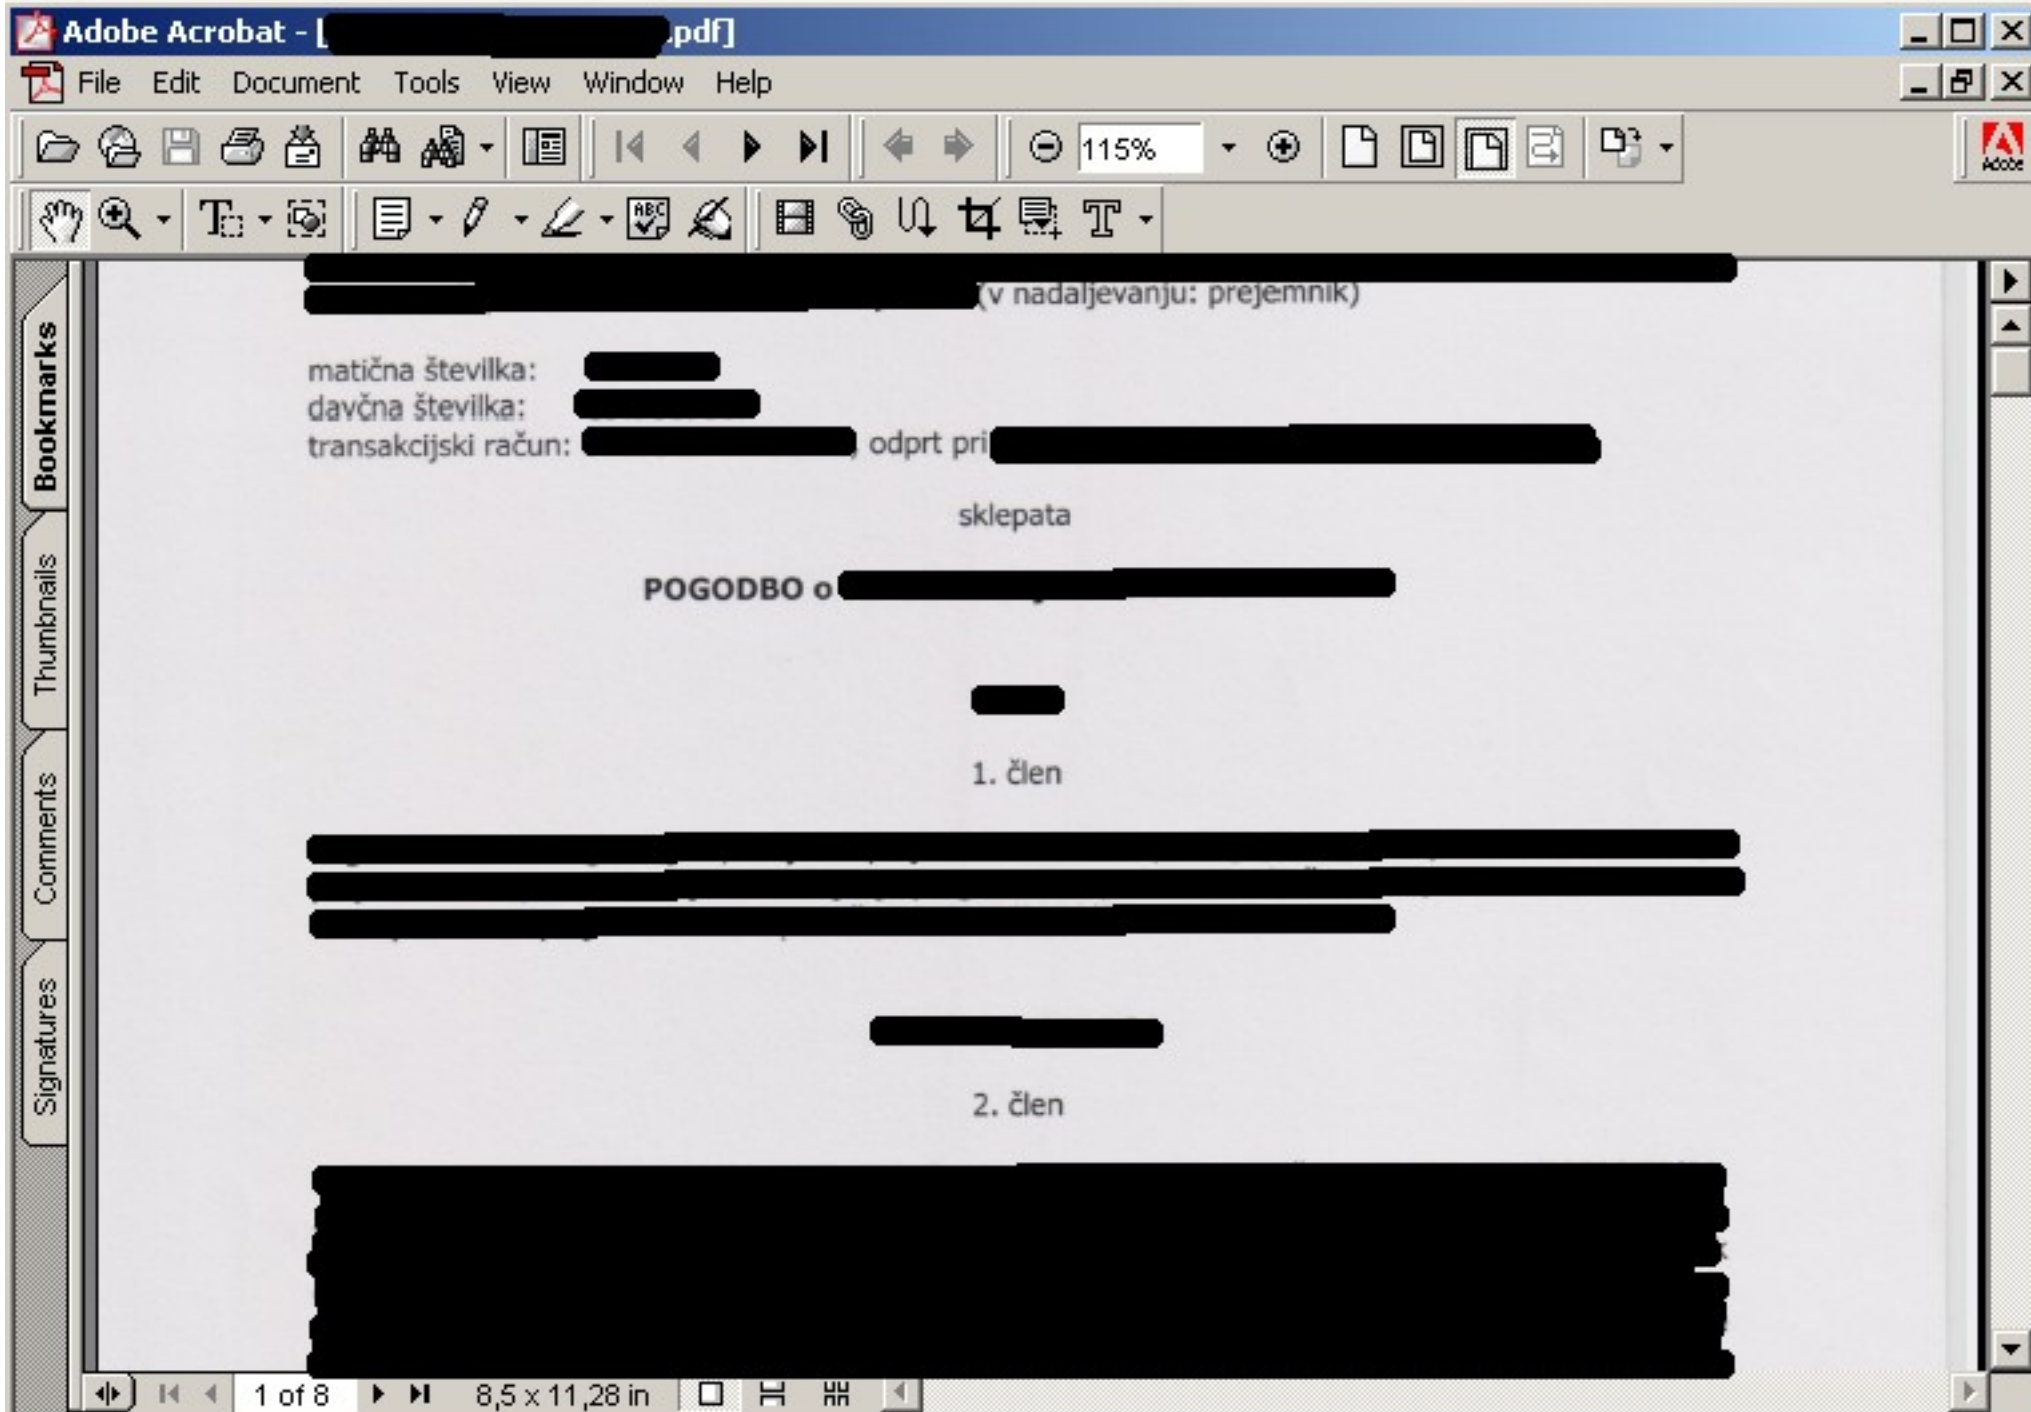 Adobe Acrobat - [ .pdf]
File Edit Document Tools View Window Help
115%
Adobe
ABC
Bookmarks
Thumbnails
Comments
Signatures
(v nadaljevanju: prejemnik)
matična številka:
davčna številka:
transakcijski račun: , odprt pri
sklepata
POGODBO o
1. člen
2. člen
1 of 8 8,5 x 11,28 in